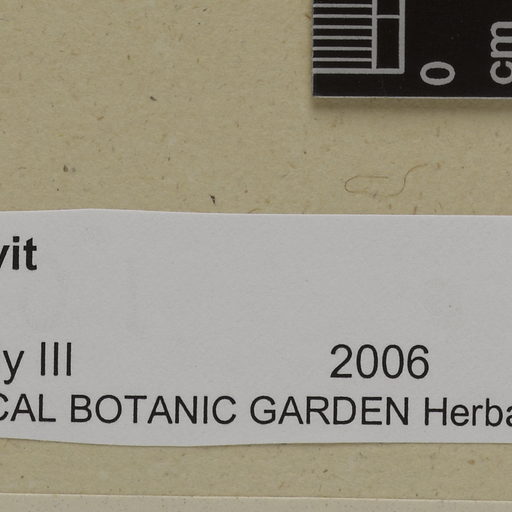 0 cm
vit
y III 2006
CAL BOTANIC GARDEN Herba